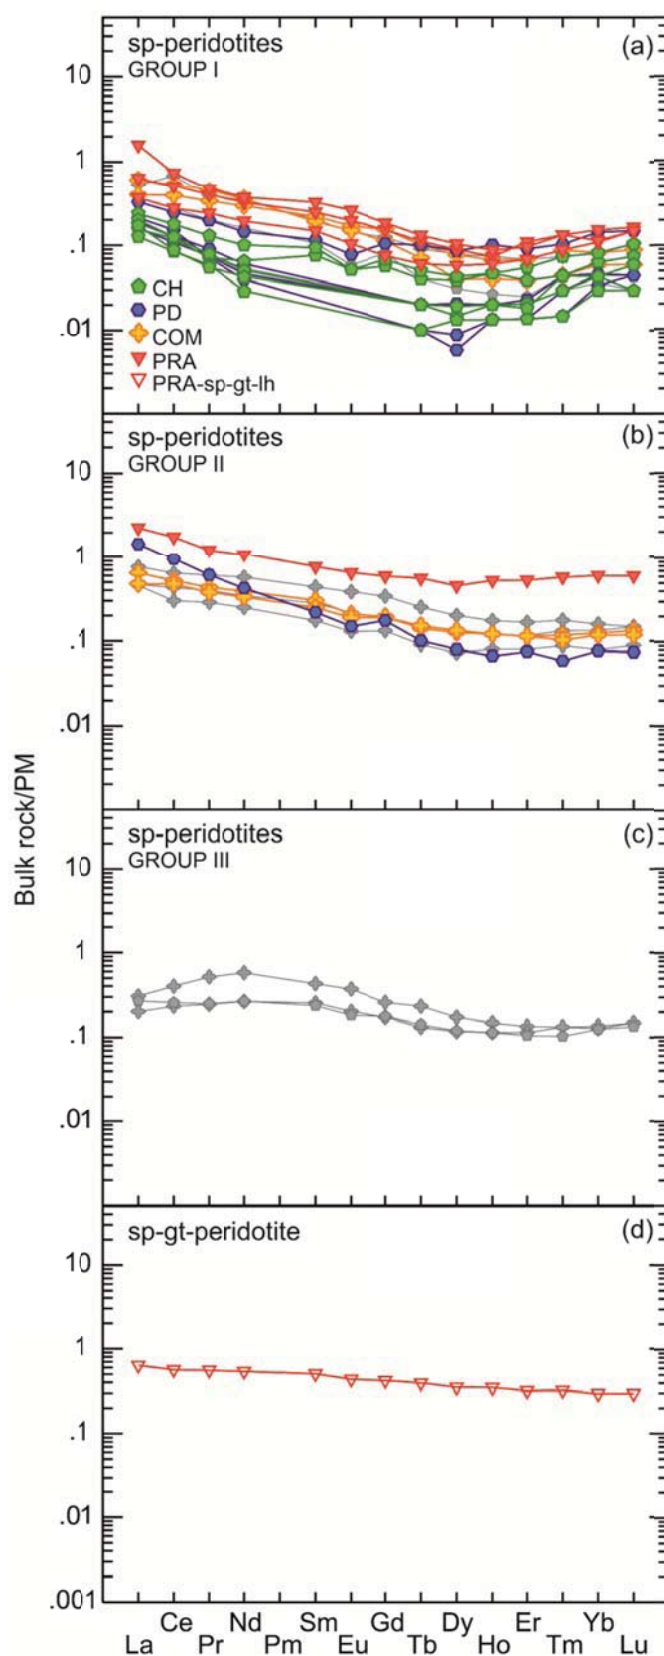 sp-peridotites (a)
GROUP I
10
1
.1
.01
CH
PD
COM
PRA
PRA-sp-gt-lh
sp-peridotites (b)
GROUP II
10
1
.1
.01
Bulk rock/PM
sp-peridotites (c)
GROUP III
10
1
.1
.01
sp-gt-peridotite (d)
10
1
.1
.01
.001
Ce Nd Sm Gd Dy Er Yb
La Pr Pm Eu Tb Ho Tm Lu